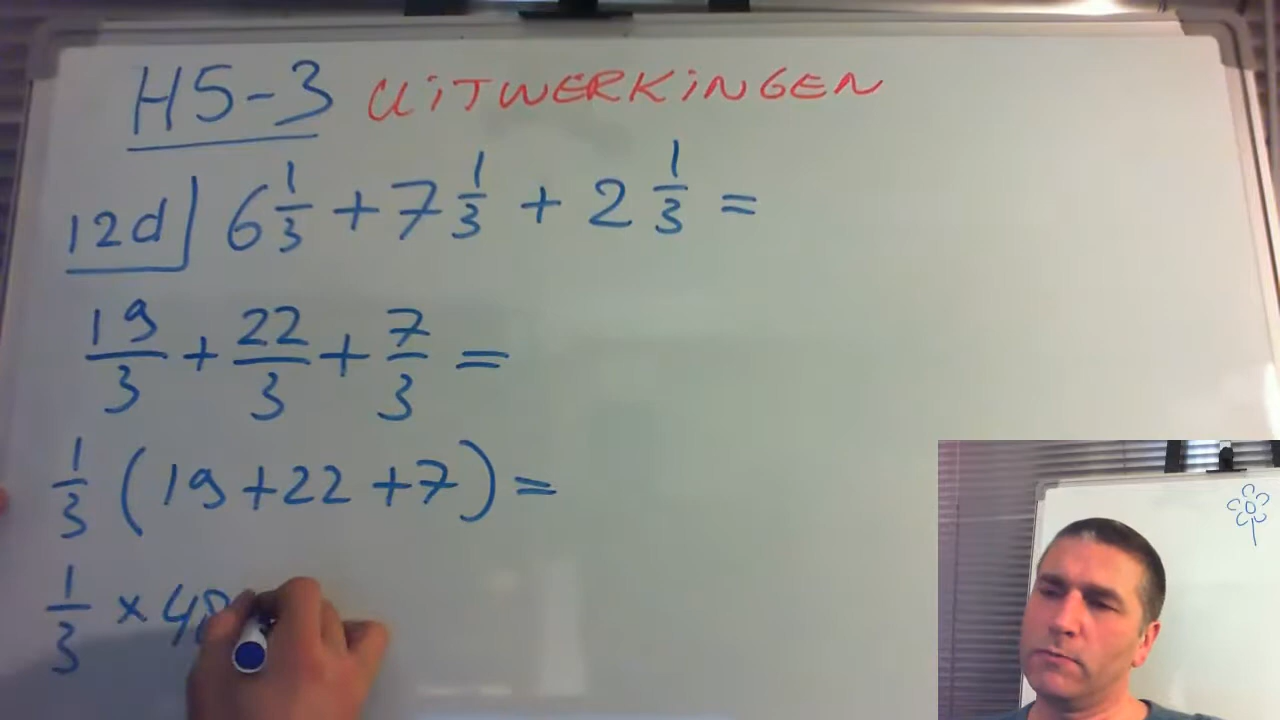 H5-3 UiTWERKiNGEN
12d 6 1/3 + 7 1/3 + 2 1/3 =
19/3 + 22/3 + 7/3 =
1/3 (19+22+7) =
1/3 × 48